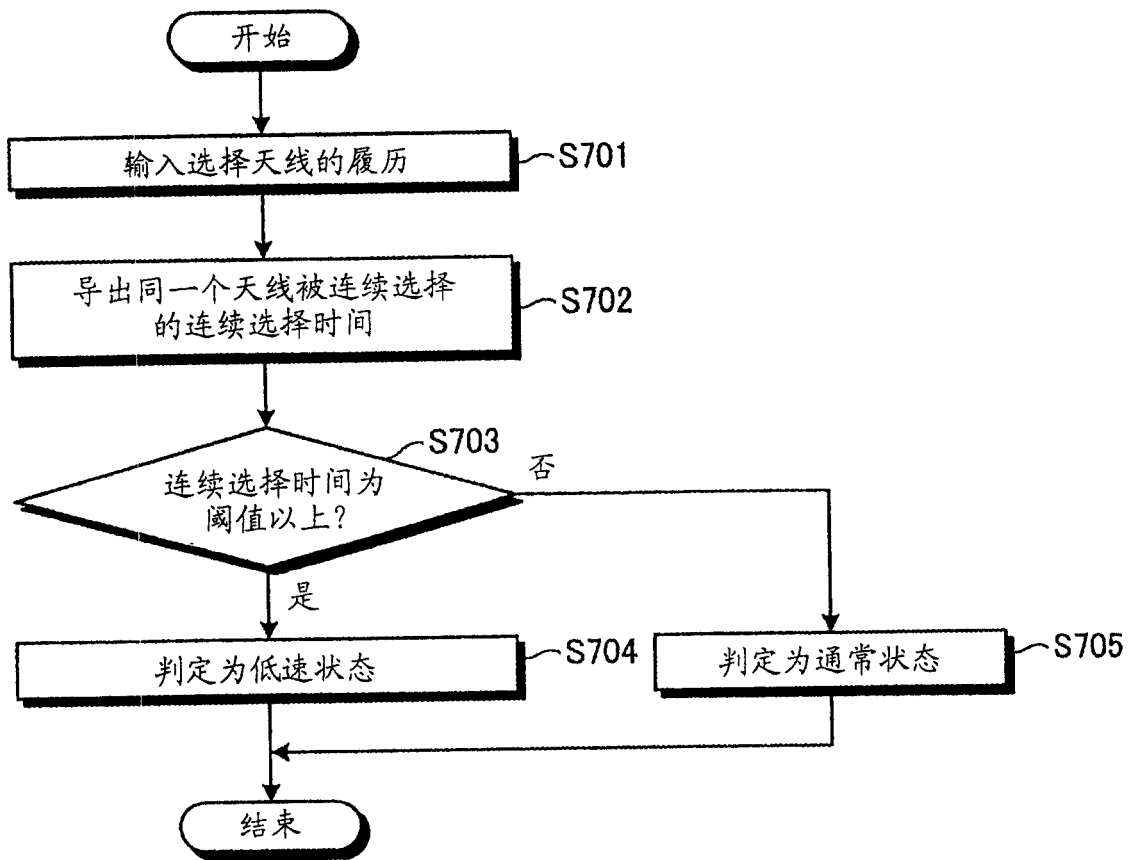 开始
输入选择天线的履历
S701
导出同一个天线被连续选择
的连续选择时间
S702
S703
连续选择时间为
阈值以上?
否
是
判定为低速状态
S704
判定为通常状态
S705
结束